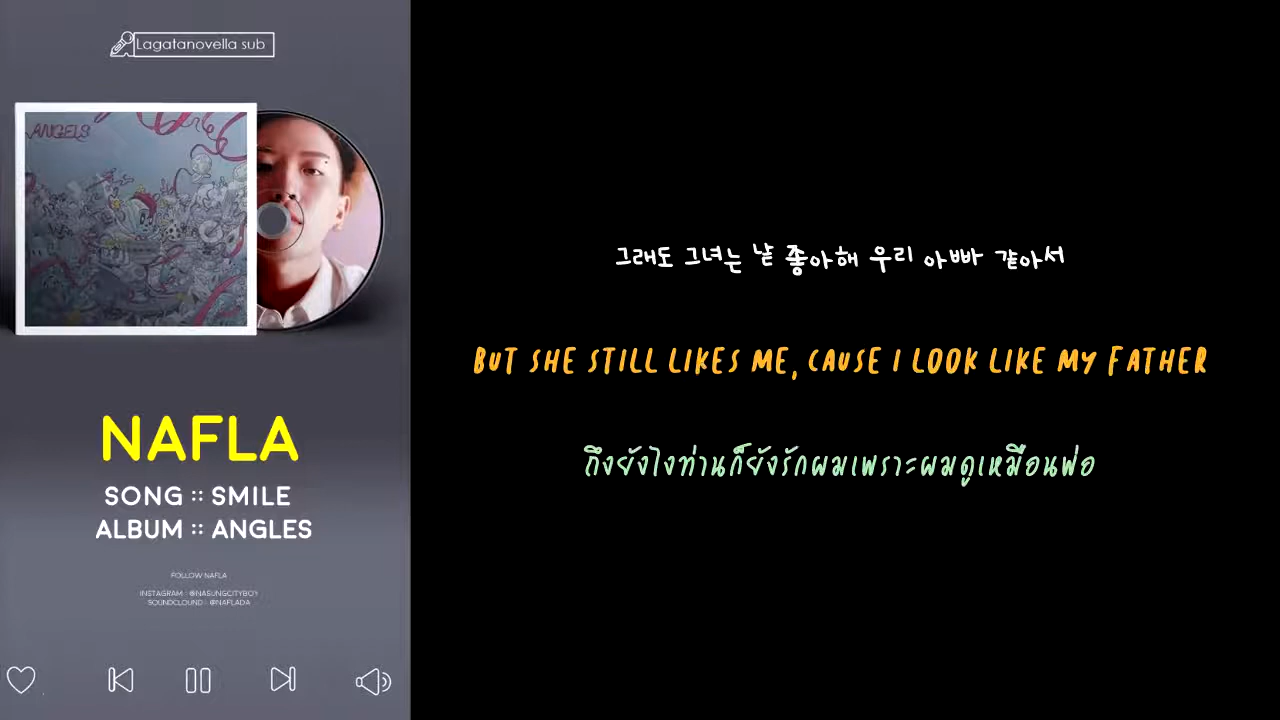 Lagatanovella sub
ANGELS
NAFLA
SONG :: SMILE
ALBUM :: ANGLES
FOLLOW NAFLA
INSTAGRAM : @NASUNGCITYBOY
SOUNDCLOUND : @NAFLADA
그래도 그녀는 낱 좋아해 우리 아빠 같아서
BUT SHE STILL LIKES ME, CAUSE I LOOK LIKE MY FATHER
ถึงยังไงท่านก็ยังรักผมเพราะผมดูเหมือนพ่อ